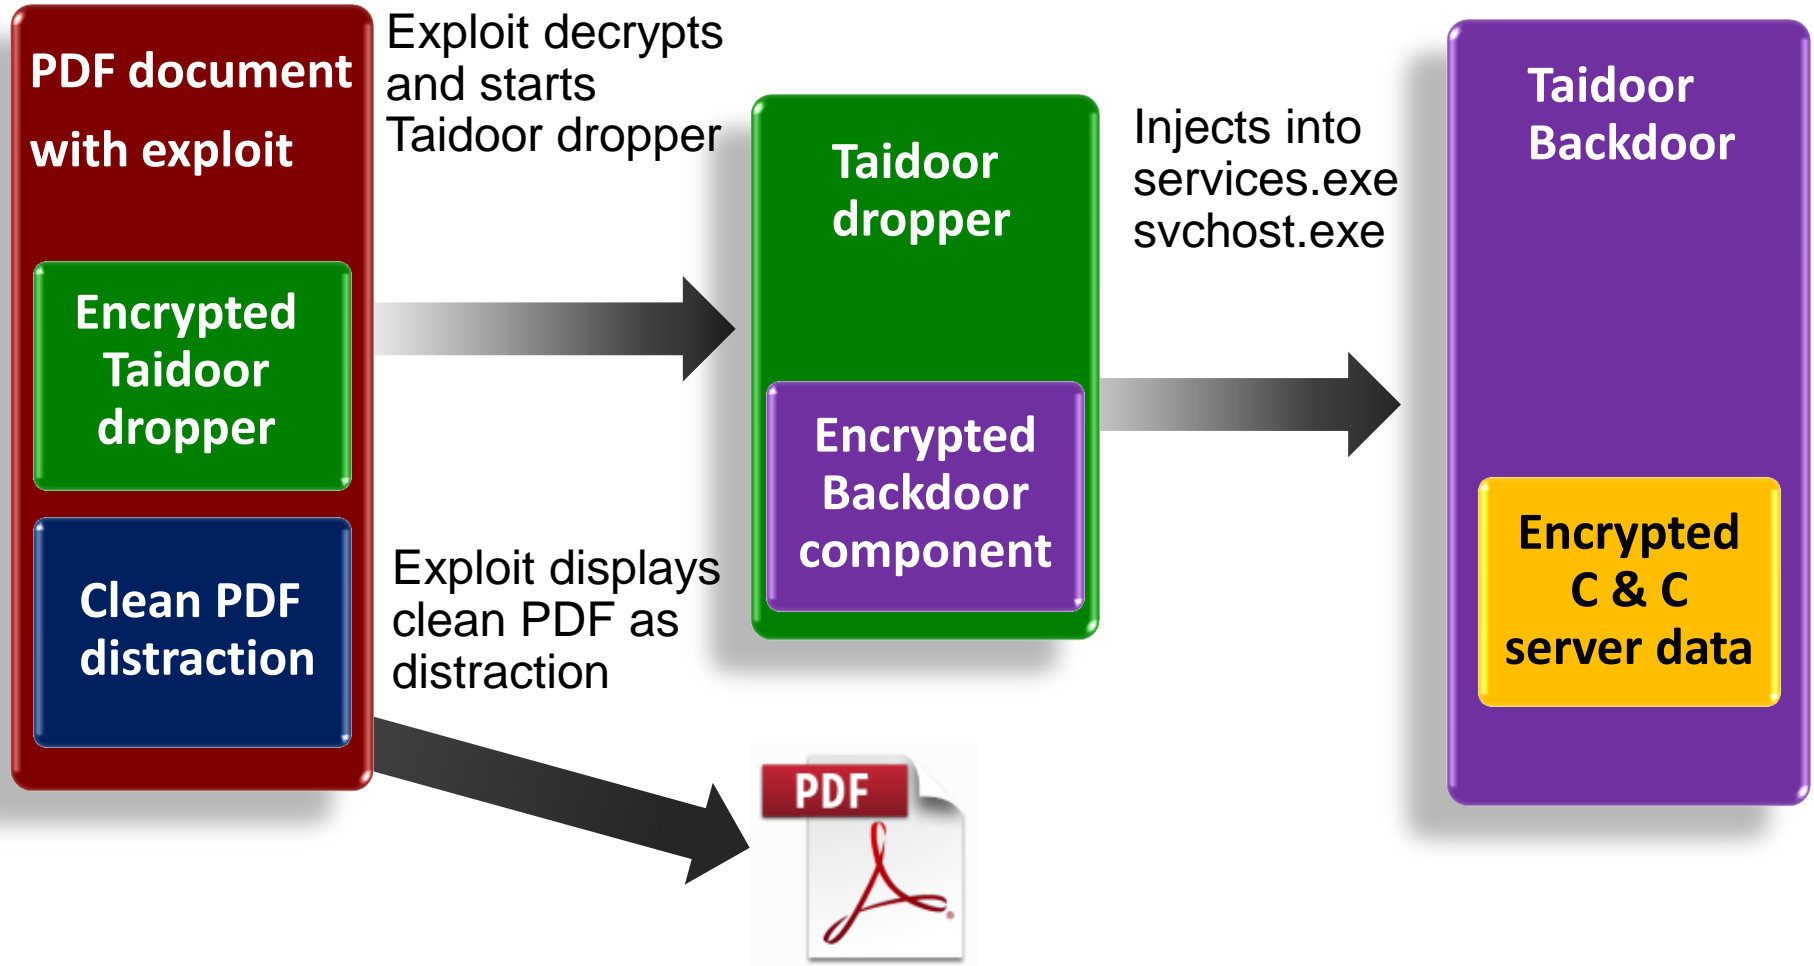 PDF document
with exploit
Encrypted
Taidoor
dropper
Clean PDF
distraction
Exploit decrypts
and starts
Taidoor dropper
Exploit displays
clean PDF as
distraction
PDF
Taidoor
dropper
Encrypted
Backdoor
component
Injects into
services.exe
svchost.exe
Taidoor
Backdoor
Encrypted
C & C
server data